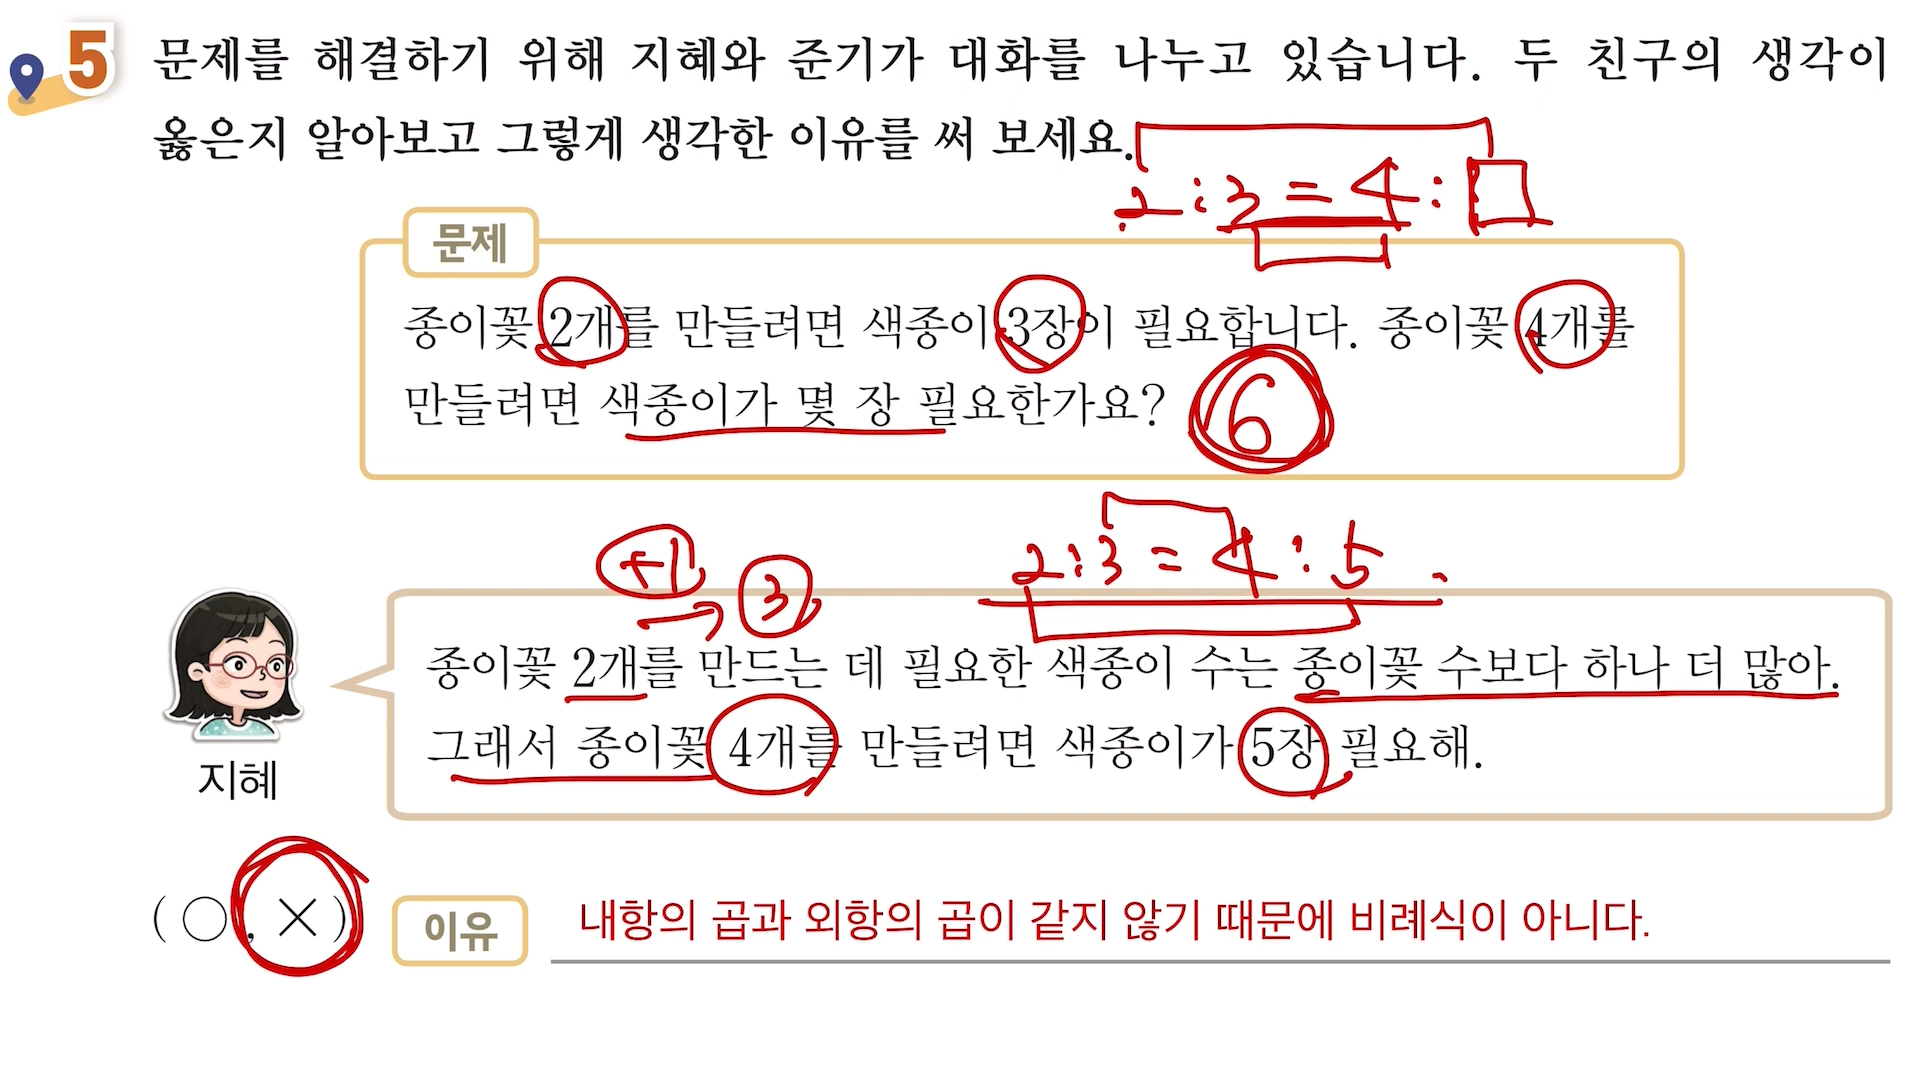 5
문제를 해결하기 위해 지혜와 준기가 대화를 나누고 있습니다. 두 친구의 생각이
옳은지 알아보고 그렇게 생각한 이유를 써 보세요.
2 : 3 = 4 : □
문제
종이꽃 2개를 만들려면 색종이 3장이 필요합니다. 종이꽃 4개를
만들려면 색종이가 몇 장 필요한가요?
6
+1
→ 3
2 : 3 = 4 : 5
종이꽃 2개를 만드는 데 필요한 색종이 수는 종이꽃 수보다 하나 더 많아.
그래서 종이꽃 4개를 만들려면 색종이가 5장 필요해.
지혜
( ○, × )
이유
내항의 곱과 외항의 곱이 같지 않기 때문에 비례식이 아니다.